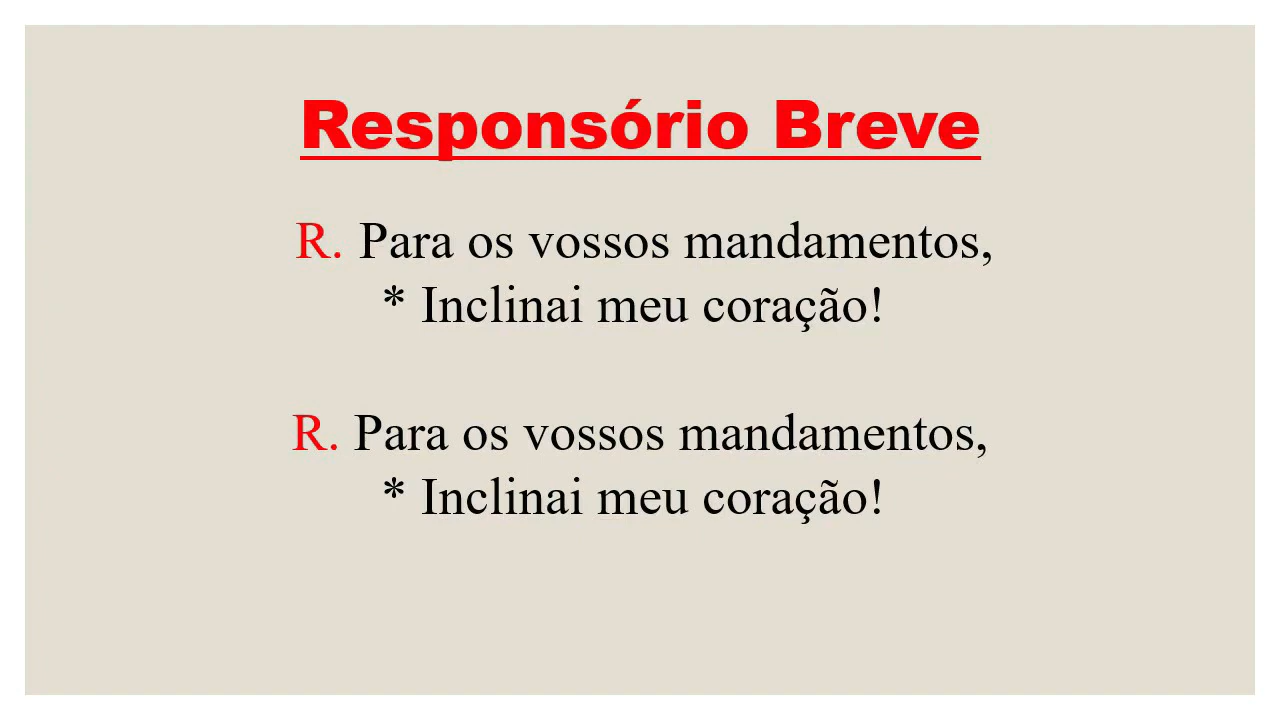 Responsório Breve
R. Para os vossos mandamentos,
* Inclinai meu coração!
R. Para os vossos mandamentos,
* Inclinai meu coração!